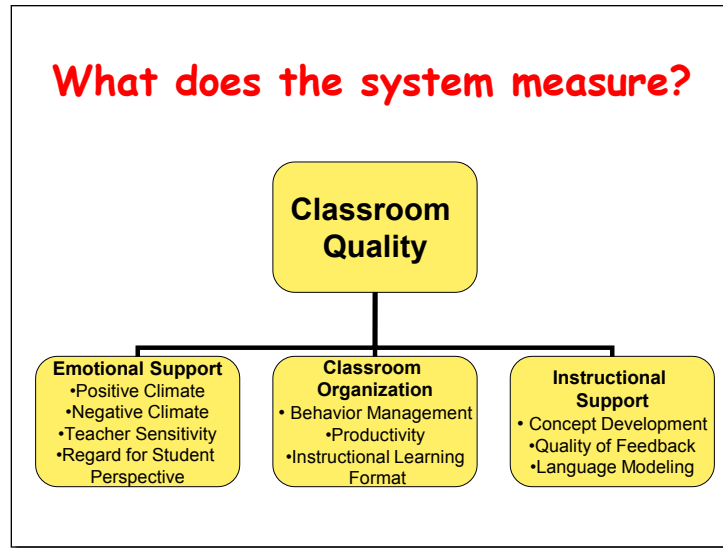 What does the system measure?
Classroom
Quality
Emotional Support
•Positive Climate
•Negative Climate
•Teacher Sensitivity
•Regard for Student
Perspective
Classroom
Organization
• Behavior Management
•Productivity
•Instructional Learning
Format
Instructional
Support
• Concept Development
•Quality of Feedback
•Language Modeling